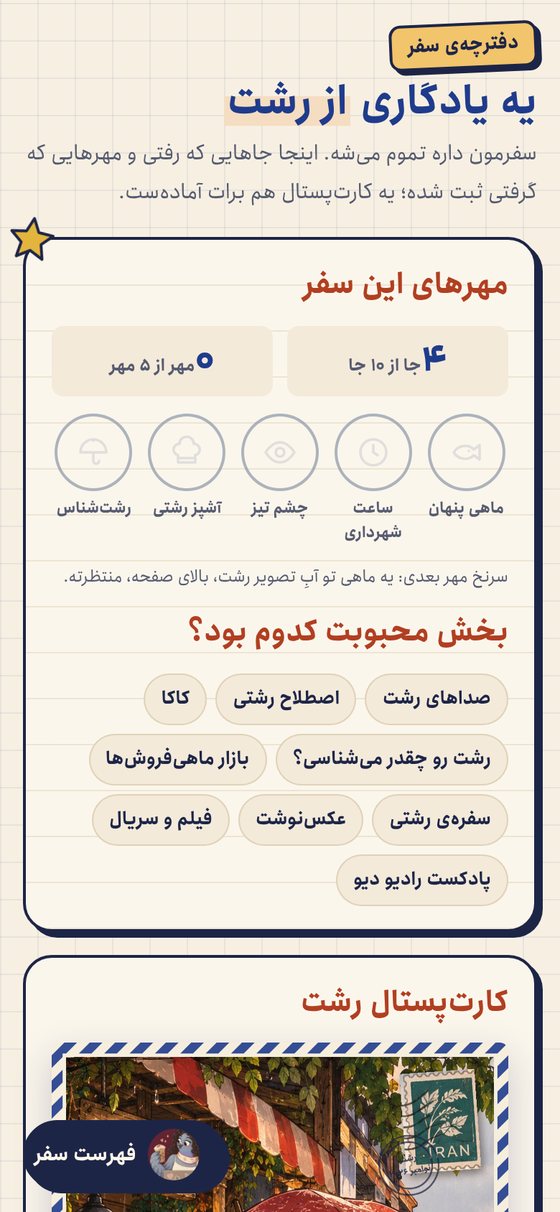 دفترچه‌ی سفر
یه یادگاری از رشت
سفرمون داره تموم می‌شه. اینجا جاهایی که رفتی و مهرهایی که
گرفتی ثبت شده؛ یه کارت‌پستال هم برات آماده‌ست.
مهرهای این سفر
۴ جا از ۱۰ جا
۰ مهر از ۵ مهر
ماهی پنهان
ساعت
شهرداری
چشم تیز
آشپز رشتی
رشت‌شناس
سرنخ مهر بعدی: یه ماهی تو آبِ تصویر رشت، بالای صفحه، منتظرته.
بخش محبوبت کدوم بود؟
صداهای رشت
اصطلاح رشتی
کاکا
رشت رو چقدر می‌شناسی؟
بازار ماهی‌فروش‌ها
سفره‌ی رشتی
عکس‌نوشت
فیلم و سریال
پادکست رادیو دیو
کارت‌پستال رشت
IRAN
فهرست سفر